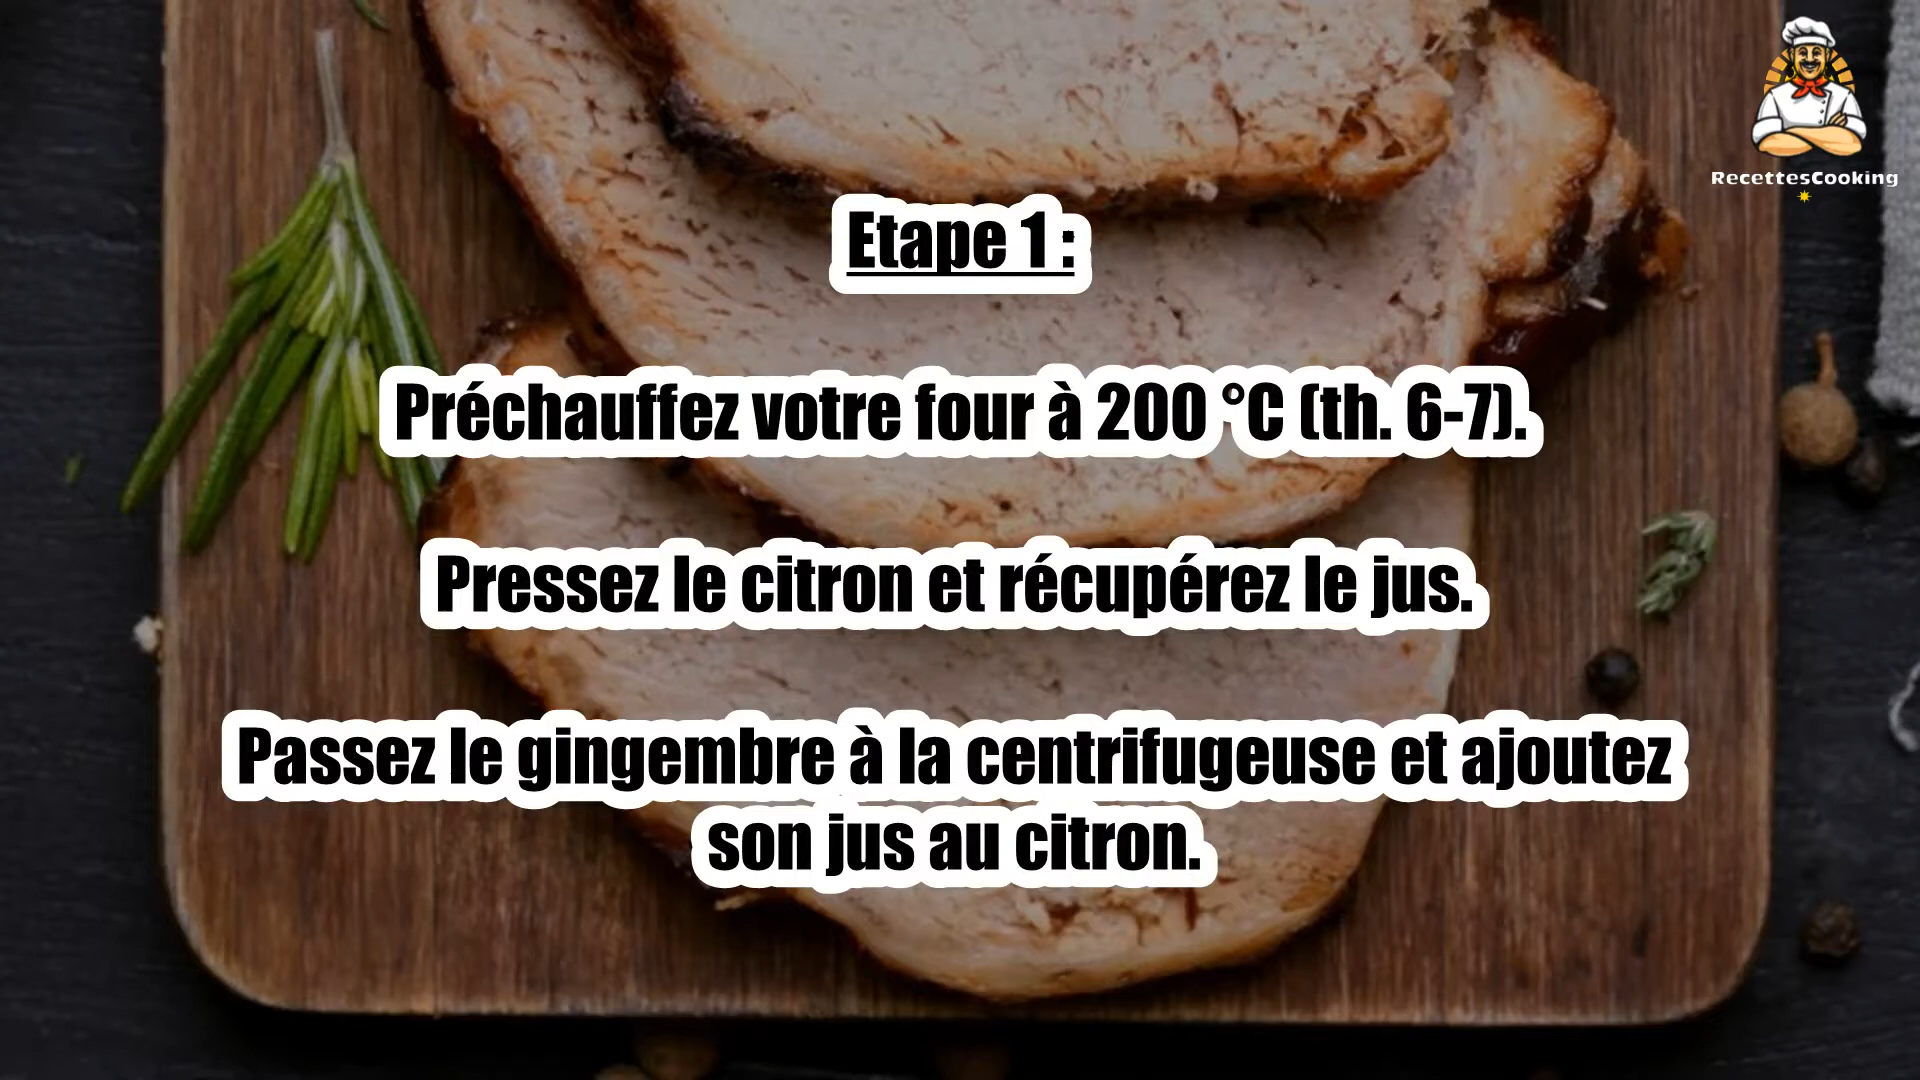 RecettesCooking
Etape 1 :
Préchauffez votre four à 200 °C (th. 6-7).
Pressez le citron et récupérez le jus.
Passez le gingembre à la centrifugeuse et ajoutez
son jus au citron.